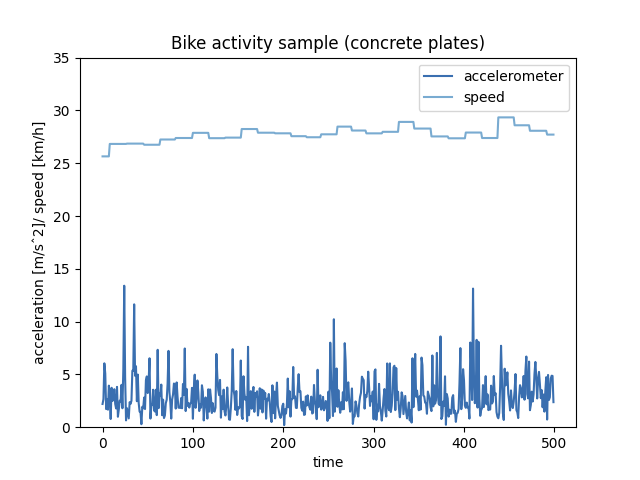 Bike activity sample (concrete plates)
accelerometer
speed
35
30
25
20
15
10
5
0
acceleration [m/sˆ2]/ speed [km/h]
0 100 200 300 400 500
time